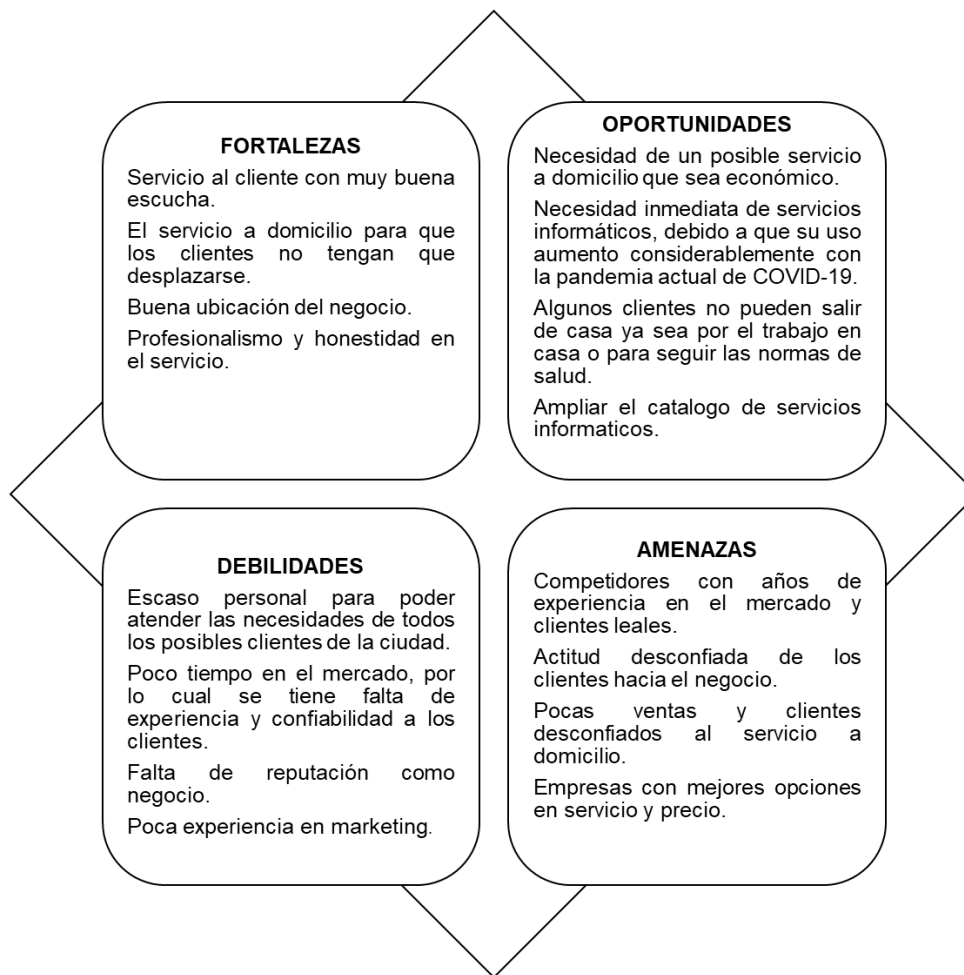 FORTALEZAS
Servicio al cliente con muy buena
escucha.
El servicio a domicilio para que
los clientes no tengan que
desplazarse.
Buena ubicación del negocio.
Profesionalismo y honestidad en
el servicio.
OPORTUNIDADES
Necesidad de un posible servicio
a domicilio que sea económico.
Necesidad inmediata de servicios
informáticos, debido a que su uso
aumento considerablemente con
la pandemia actual de COVID-19.
Algunos clientes no pueden salir
de casa ya sea por el trabajo en
casa o para seguir las normas de
salud.
Ampliar el catalogo de servicios
informaticos.
DEBILIDADES
Escaso personal para poder
atender las necesidades de todos
los posibles clientes de la ciudad.
Poco tiempo en el mercado, por
lo cual se tiene falta de
experiencia y confiabilidad a los
clientes.
Falta de reputación como
negocio.
Poca experiencia en marketing.
AMENAZAS
Competidores con años de
experiencia en el mercado y
clientes leales.
Actitud desconfiada de los
clientes hacia el negocio.
Pocas ventas y clientes
desconfiados al servicio a
domicilio.
Empresas con mejores opciones
en servicio y precio.